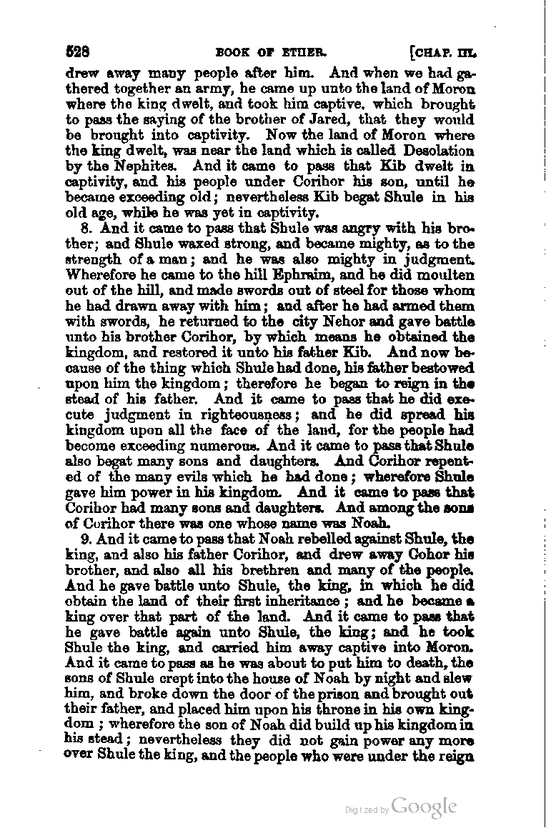 528 BOOK OF ETHER. [CHAP. III.
drew away many people after him. And when we had ga-
thered together an army, he came up unto the land of Moron
where the king dwelt, and took him captive, which brought
to pass the saying of the brother of Jared, that they would
be brought into captivity. Now the land of Moron where
the king dwelt, was near the land which is called Desolation
by the Nephites. And it came to pass that Kib dwelt in
captivity, and his people under Corihor his son, until he
became exceeding old; nevertheless Kib begat Shule in his
old age, while he was yet in captivity.
8. And it came to pass that Shule was angry with his bro-
ther; and Shule waxed strong, and became mighty, as to the
strength of a man; and he was also mighty in judgment.
Wherefore he came to the hill Ephraim, and he did moulten
out of the hill, and made swords out of steel for those whom
he had drawn away with him; and after he had armed them
with swords, he returned to the city Nehor and gave battle
unto his brother Corihor, by which means he obtained the
kingdom, and restored it unto his father Kib. And now be-
cause of the thing which Shule had done, his father bestowed
upon him the kingdom; therefore he began to reign in the
stead of his father. And it came to pass that he did exe-
cute judgment in righteousness; and he did spread his
kingdom upon all the face of the land, for the people had
become exceeding numerous. And it came to pass that Shule
also begat many sons and daughters. And Corihor repent-
ed of the many evils which he had done; wherefore Shule
gave him power in his kingdom. And it came to pass that
Corihor had many sons and daughters. And among the sons
of Corihor there was one whose name was Noah.
9. And it came to pass that Noah rebelled against Shule, the
king, and also his father Corihor, and drew away Cohor his
brother, and also all his brethren and many of the people.
And he gave battle unto Shule, the king, in which he did
obtain the land of their first inheritance; and he became a
king over that part of the land. And it came to pass that
he gave battle again unto Shule, the king; and he took
Shule the king, and carried him away captive into Moron.
And it came to pass as he was about to put him to death, the
sons of Shule crept into the house of Noah by night and slew
him, and broke down the door of the prison and brought out
their father, and placed him upon his throne in his own king-
dom; wherefore the son of Noah did build up his kingdom in
his stead; nevertheless they did not gain power any more
over Shule the king, and the people who were under the reign
Digitized by Google